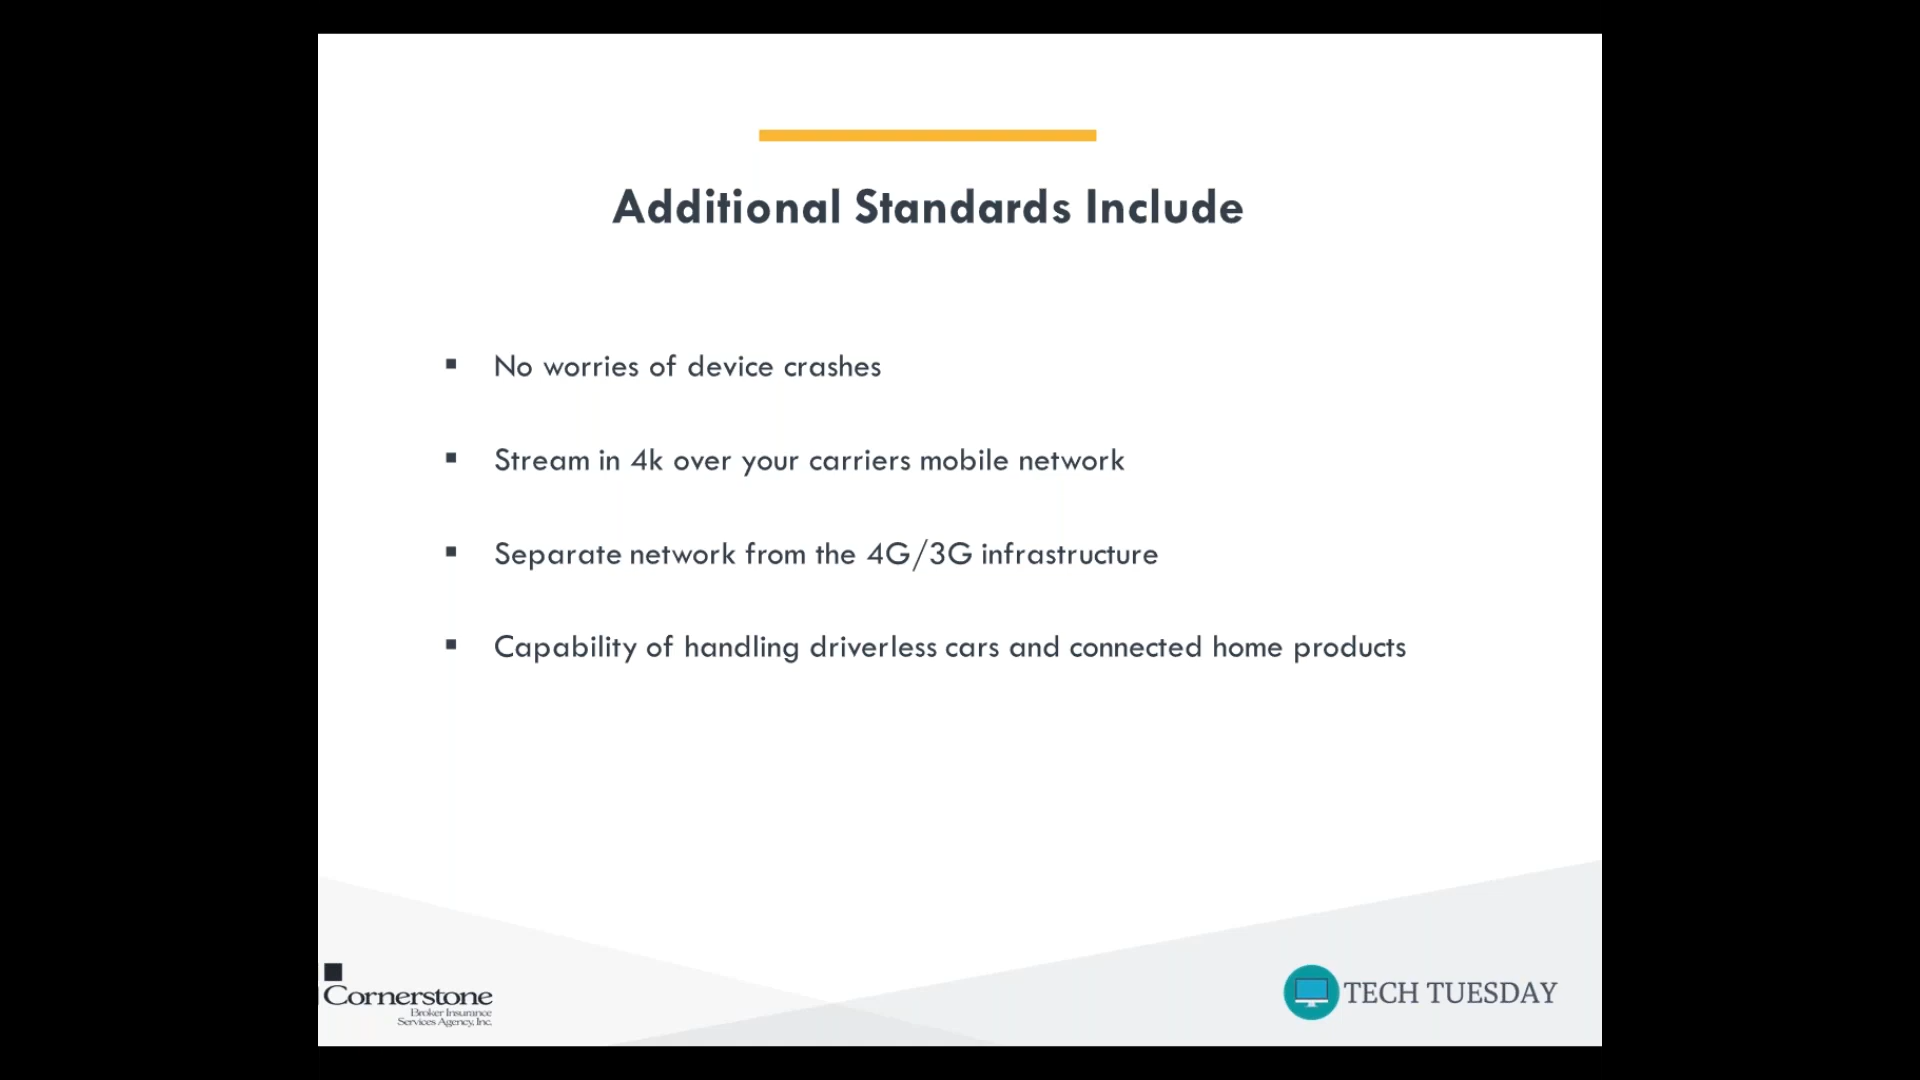 Additional Standards Include
No worries of device crashes
Stream in 4k over your carriers mobile network
Separate network from the 4G/3G infrastructure
Capability of handling driverless cars and connected home products
Cornerstone
Broker Insurance
Services Agency, Inc.
TECH TUESDAY